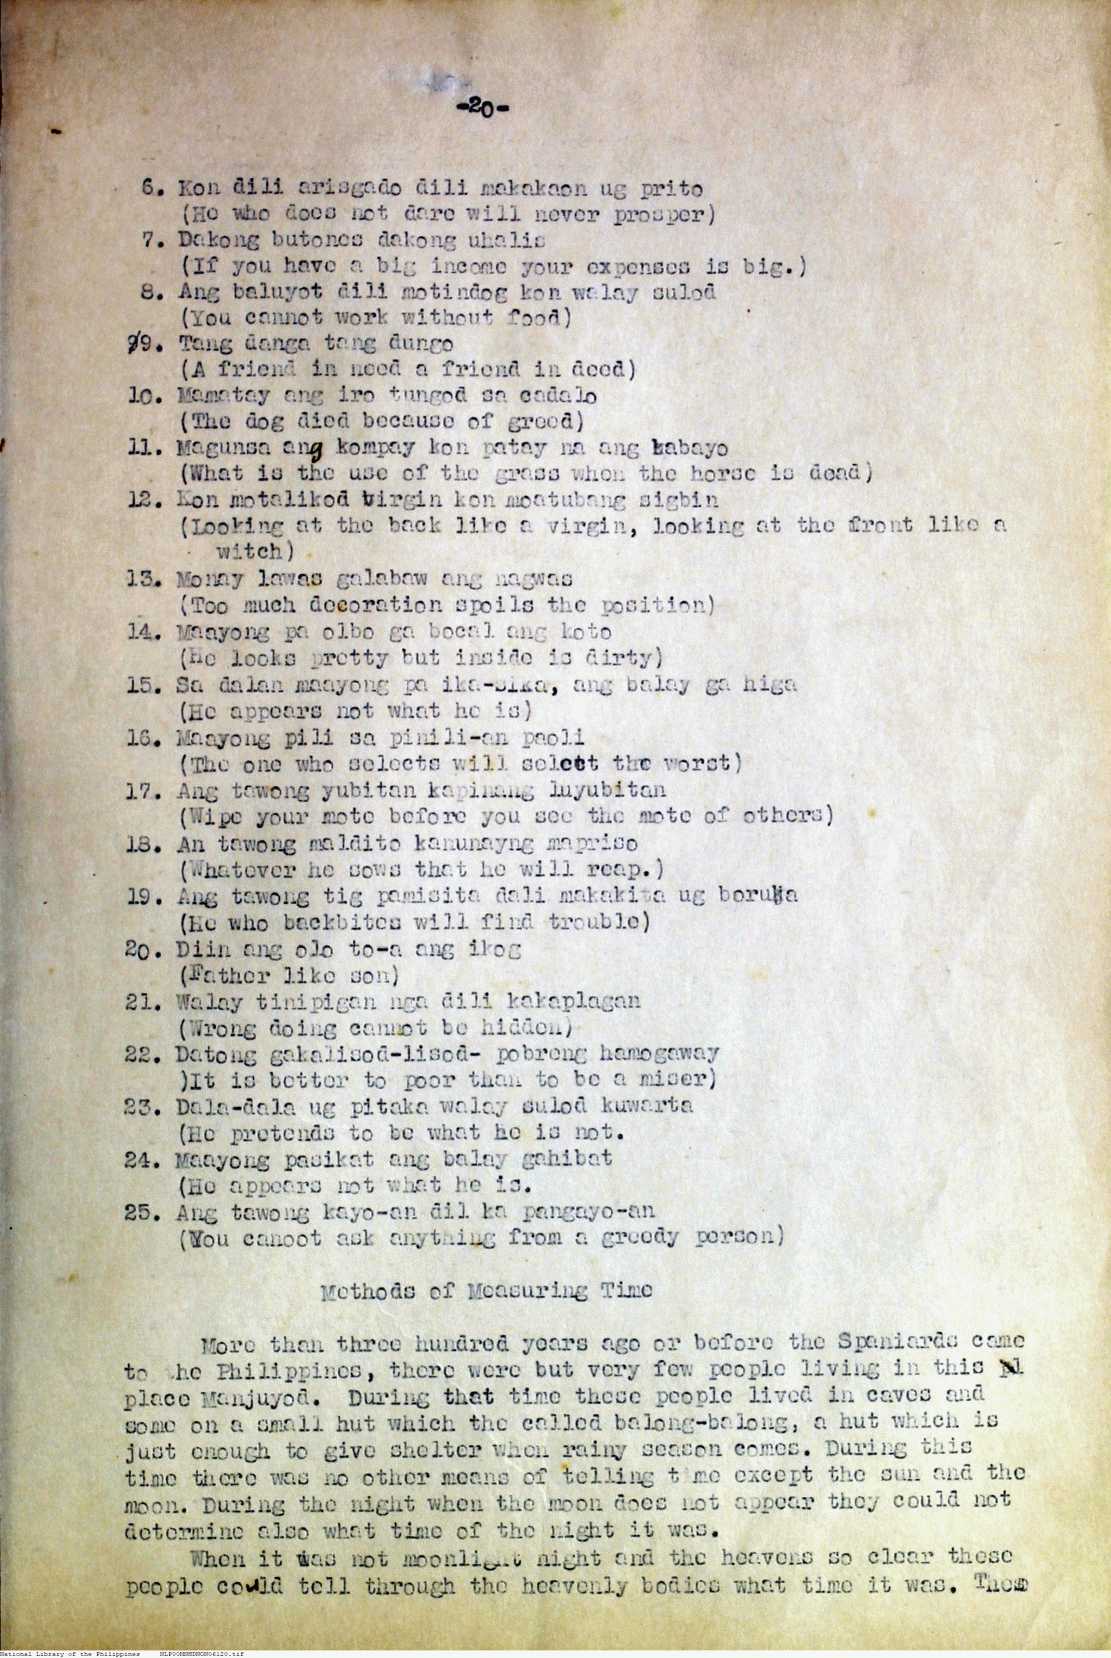 -20-
6. Kon dili arisgado dili makakaon ug prito
(He who does not dare will never prosper)
7. Dakong butones dakong uhalis
(If you have a big income your expenses is big.)
8. Ang baluyot dili motindog kon walay sulod
(You cannot work without food)
9. Tang danga tang dungo
(A friend in need a friend in deed)
10. Mamatay ang iro tungod sa cadalo
(The dog died because of greed)
11. Magunsa ang kompay kon patay na ang kabayo
(What is the use of the grass when the horse is dead)
12. Kon motalikod virgin kon moatubang sigbin
(Looking at the back like a virgin, looking at the front like a
witch)
13. Monay lawas galabaw ang nagwas
(Too much decoration spoils the position)
14. Maayong pa olbo ga bocal ang koto
(He looks pretty but inside is dirty)
15. Sa dalan maayong pa ika-bika, ang balay ga higa
(He appears not what he is)
16. Maayong pili sa pinili-an paoli
(The one who selects will select the worst)
17. Ang tawong yubitan kapinang luyubitan
(Wipe your mote before you see the mote of others)
18. An tawong maldito kanunayng mapriso
(Whatever he sows that he will reap.)
19. Ang tawong tig pamisita dali makakita ug boruka
(He who backbites will find trouble)
20. Diin ang olo to-a ang ikog
(Father like son)
21. Walay tinipigan nga dili kakaplagan
(Wrong doing cannot be hidden)
22. Datong gakalisod-lisod- pobreng hamogaway
)It is better to poor than to be a miser)
23. Dala-dala ug pitaka walay sulod kuwarta
(He pretends to be what he is not.
24. Maayong pasikat ang balay gahibat
(He appears not what he is.
25. Ang tawong kayo-an dil ka pangayo-an
(You canoot ask anything from a greedy person)
Methods of Measuring Time
More than three hundred years ago or before the Spaniards came
to the Philippines, there were but very few people living in this
place Manjuyod. During that time these people lived in caves and
some on a small hut which the called balong-balong, a hut which is
just enough to give shelter when rainy season comes. During this
time there was no other means of telling time except the sun and the
moon. During the night when the moon does not appear they could not
determine also what time of the night it was.
When it was not moonlight night and the heavens so clear these
people could tell through the heavenly bodies what time it was. Them
National Library of the Philippines